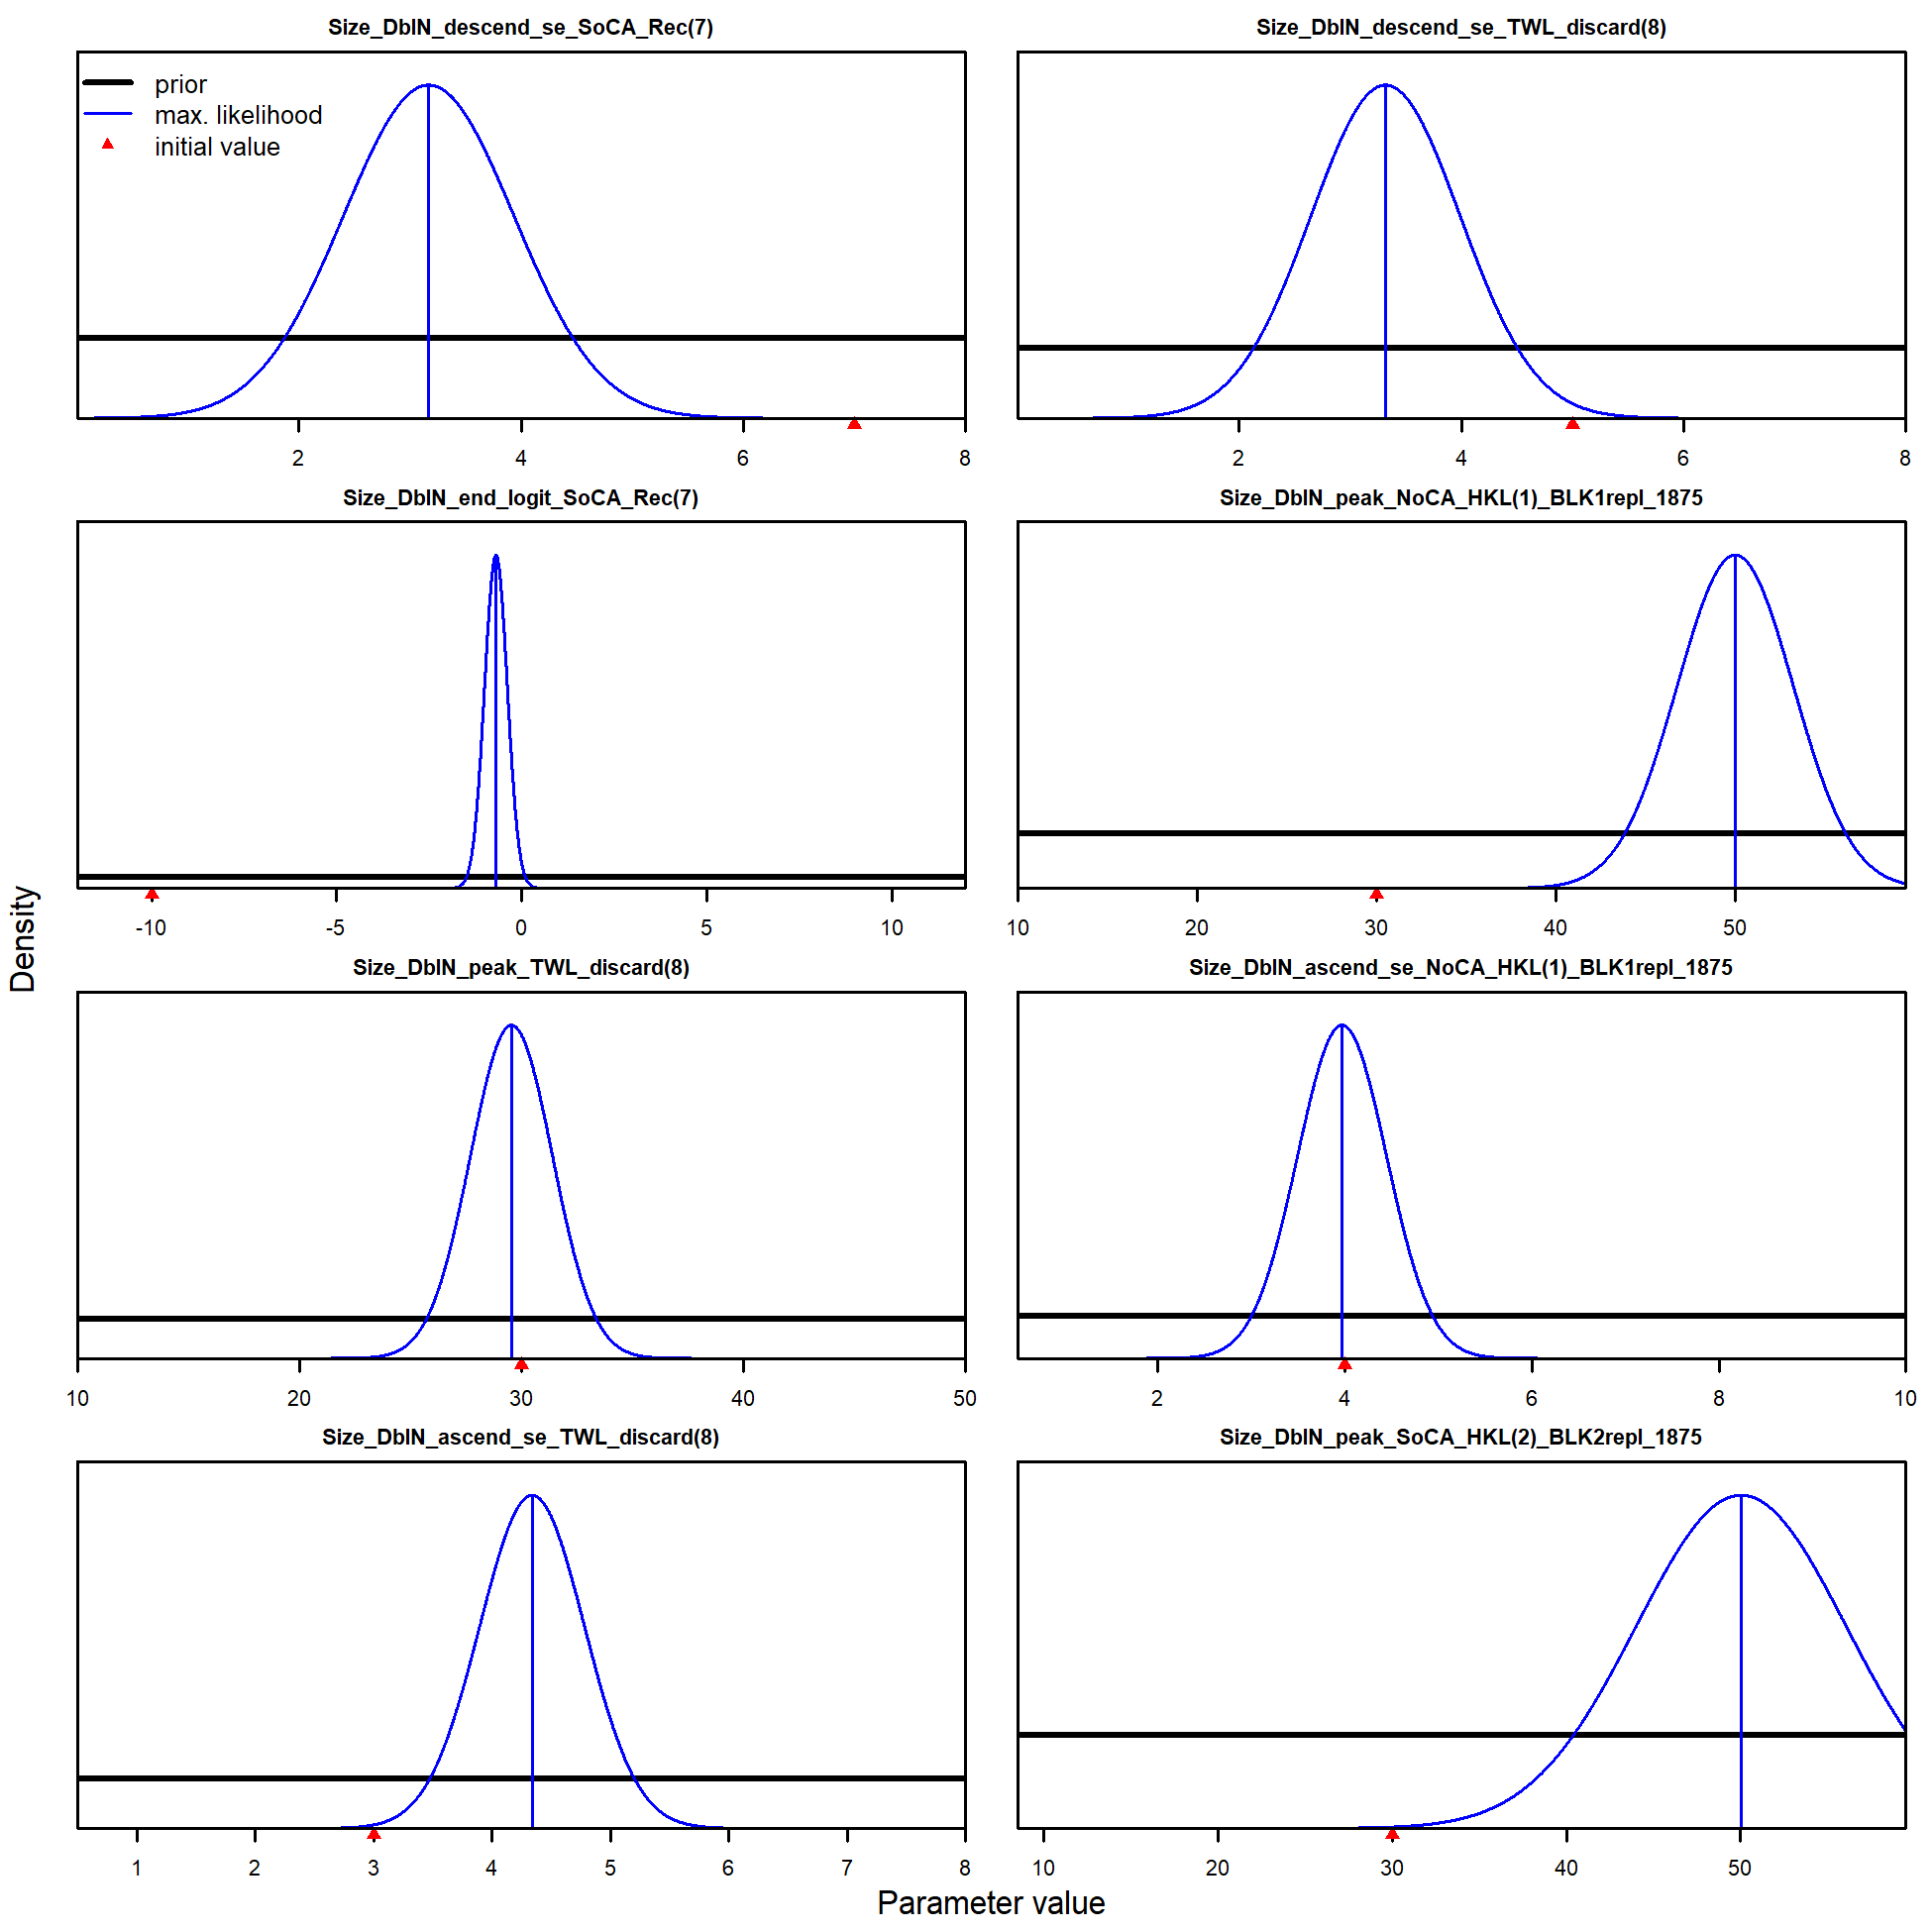 Size_DblN_descend_se_SoCA_Rec(7)
prior
max. likelihood
initial value
2 4 6 8
Size_DblN_descend_se_TWL_discard(8)
2 4 6 8
Size_DblN_end_logit_SoCA_Rec(7)
-10 -5 0 5 10
Size_DblN_peak_NoCA_HKL(1)_BLK1repl_1875
10 20 30 40 50
Size_DblN_peak_TWL_discard(8)
10 20 30 40 50
Size_DblN_ascend_se_NoCA_HKL(1)_BLK1repl_1875
2 4 6 8 10
Size_DblN_ascend_se_TWL_discard(8)
1 2 3 4 5 6 7 8
Size_DblN_peak_SoCA_HKL(2)_BLK2repl_1875
10 20 30 40 50
Density
Parameter value